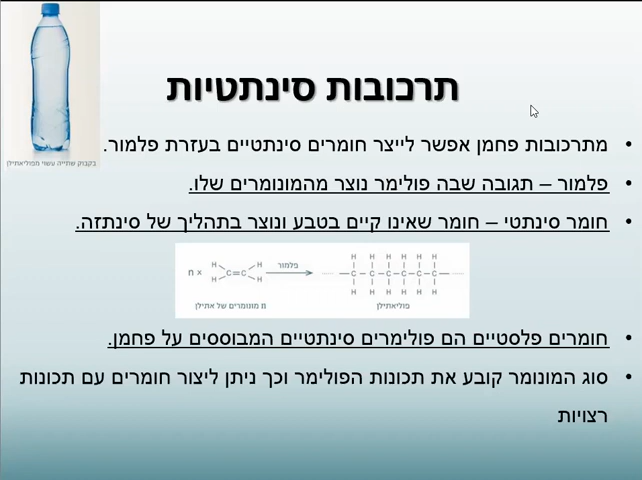 תרכובות סינתטיות
בקבוק שתייה עשוי מפוליאתילן
• מתרכובות פחמן אפשר לייצר חומרים סינתטיים בעזרת פלמור.
• פלמור – תגובה שבה פולימר נוצר מהמונומרים שלו.
• חומר סינתטי – חומר שאינו קיים בטבע ונוצר בתהליך של סינתזה.
n × H H C=C H H פלמור H H H H H H – C – C – C – C – C – C – H H H H H H
n מונומרים של אתילן פוליאתילן
• חומרים פלסטיים הם פולימרים סינתטיים המבוססים על פחמן.
• סוג המונומר קובע את תכונות הפולימר וכך ניתן ליצור חומרים עם תכונות
רצויות